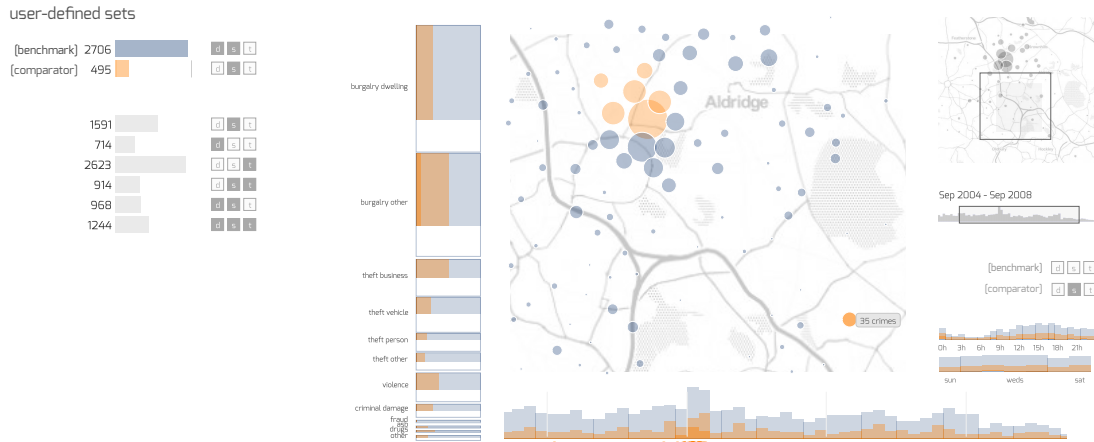 user-defined sets
[benchmark] 2706 d s t
[comparator] 495 d s t
1591 d s t
714 d s t
2623 d s t
914 d s t
968 d s t
1244 d s t
burgalry dwelling
burgalry other
theft business
theft vehicle
theft person
theft other
violence
criminal damage
fraud
drugs
other
Aldridge
35 crimes
Sep 2004 - Sep 2008
[benchmark] d s t
[comparator] d s t
0h 3h 6h 9h 12h 15h 18h 21h
sun weds sat